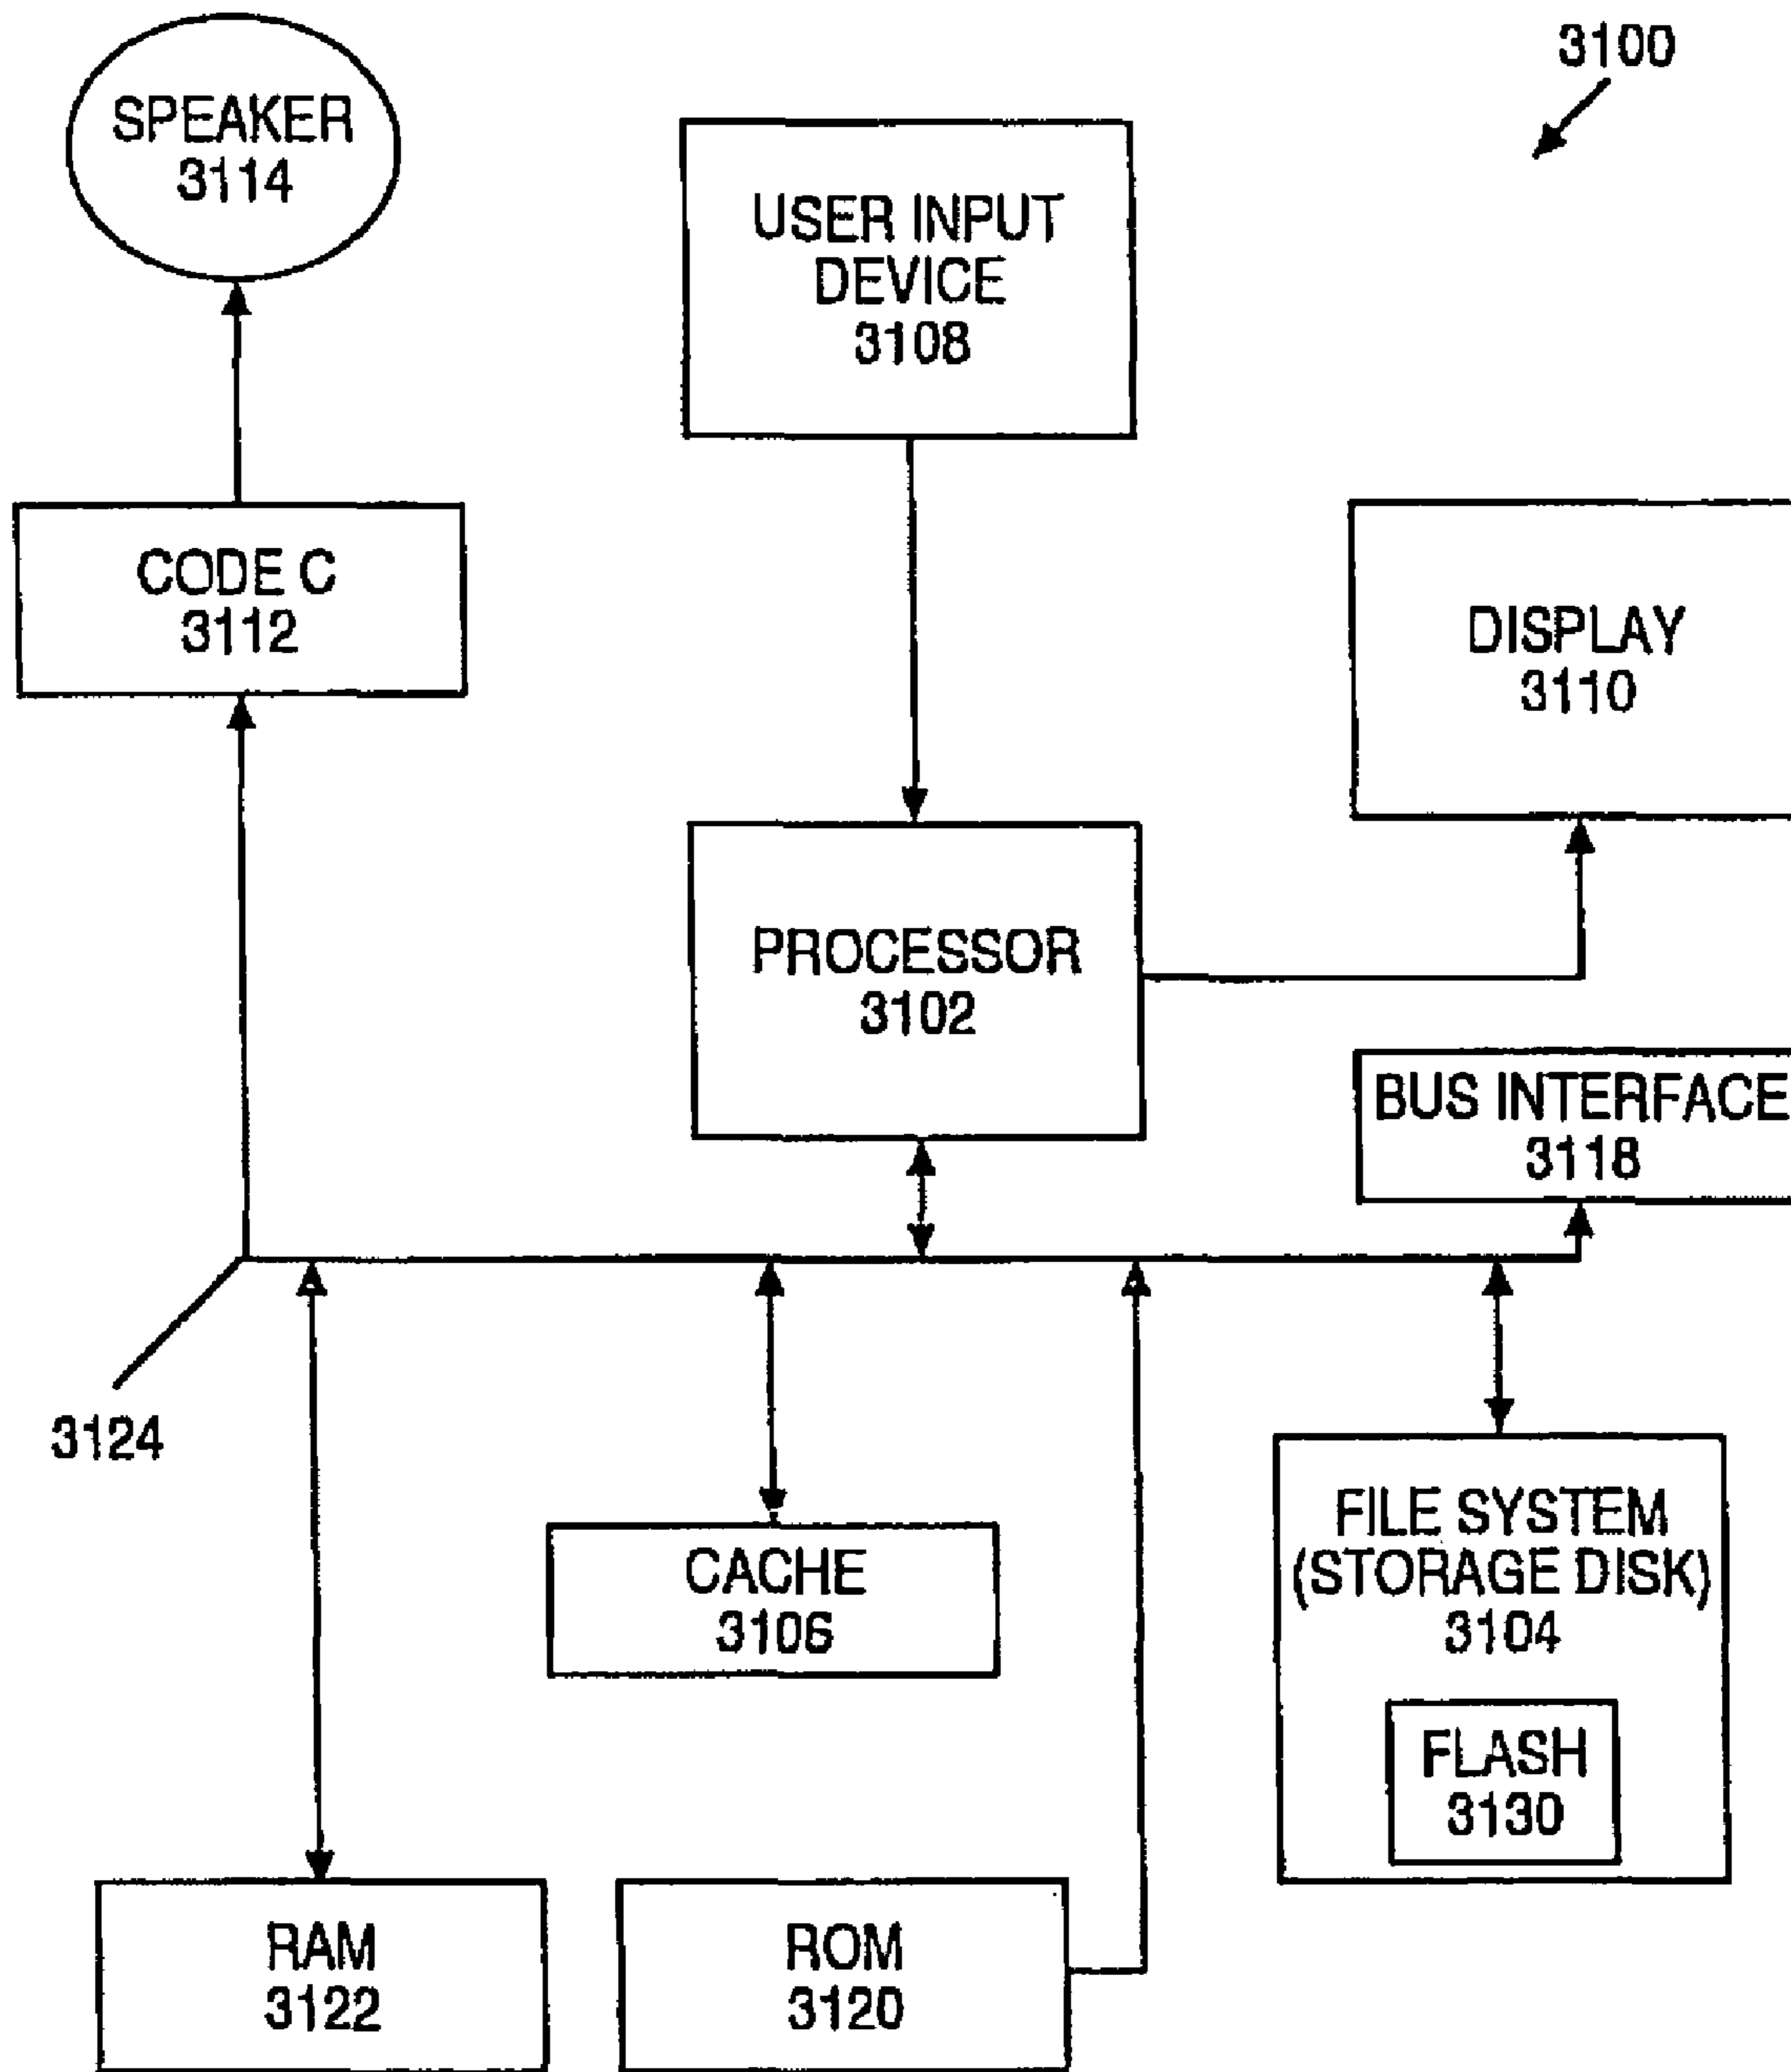 3100
SPEAKER
3114
USER INPUT
DEVICE
3108
CODE C
3112
DISPLAY
3110
PROCESSOR
3102
BUS INTERFACE
3118
3124
CACHE
3106
FILE SYSTEM
(STORAGE DISK)
3104
FLASH
3130
RAM
3122
ROM
3120